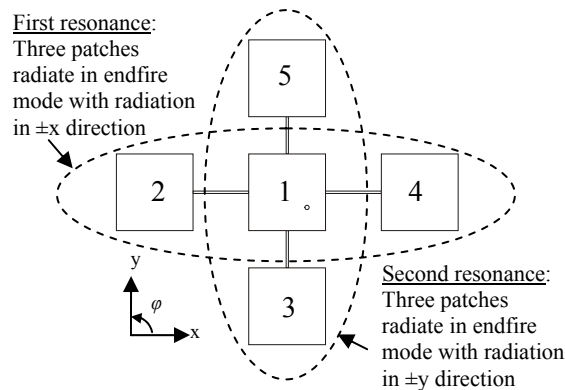 First resonance:
Three patches
radiate in endfire
mode with radiation
in ±x direction
5
2
1
4
3
y
φ
x
Second resonance:
Three patches
radiate in endfire
mode with radiation
in ±y direction